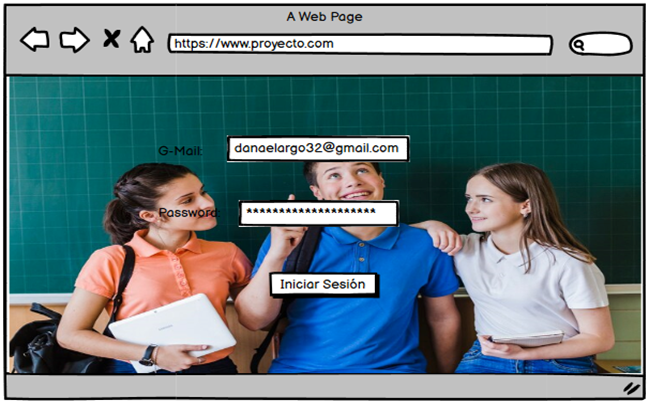 A Web Page
https://www.proyecto.com
G-Mail:
danaelargo32@gmail.com
Password:
********************
Iniciar Sesión